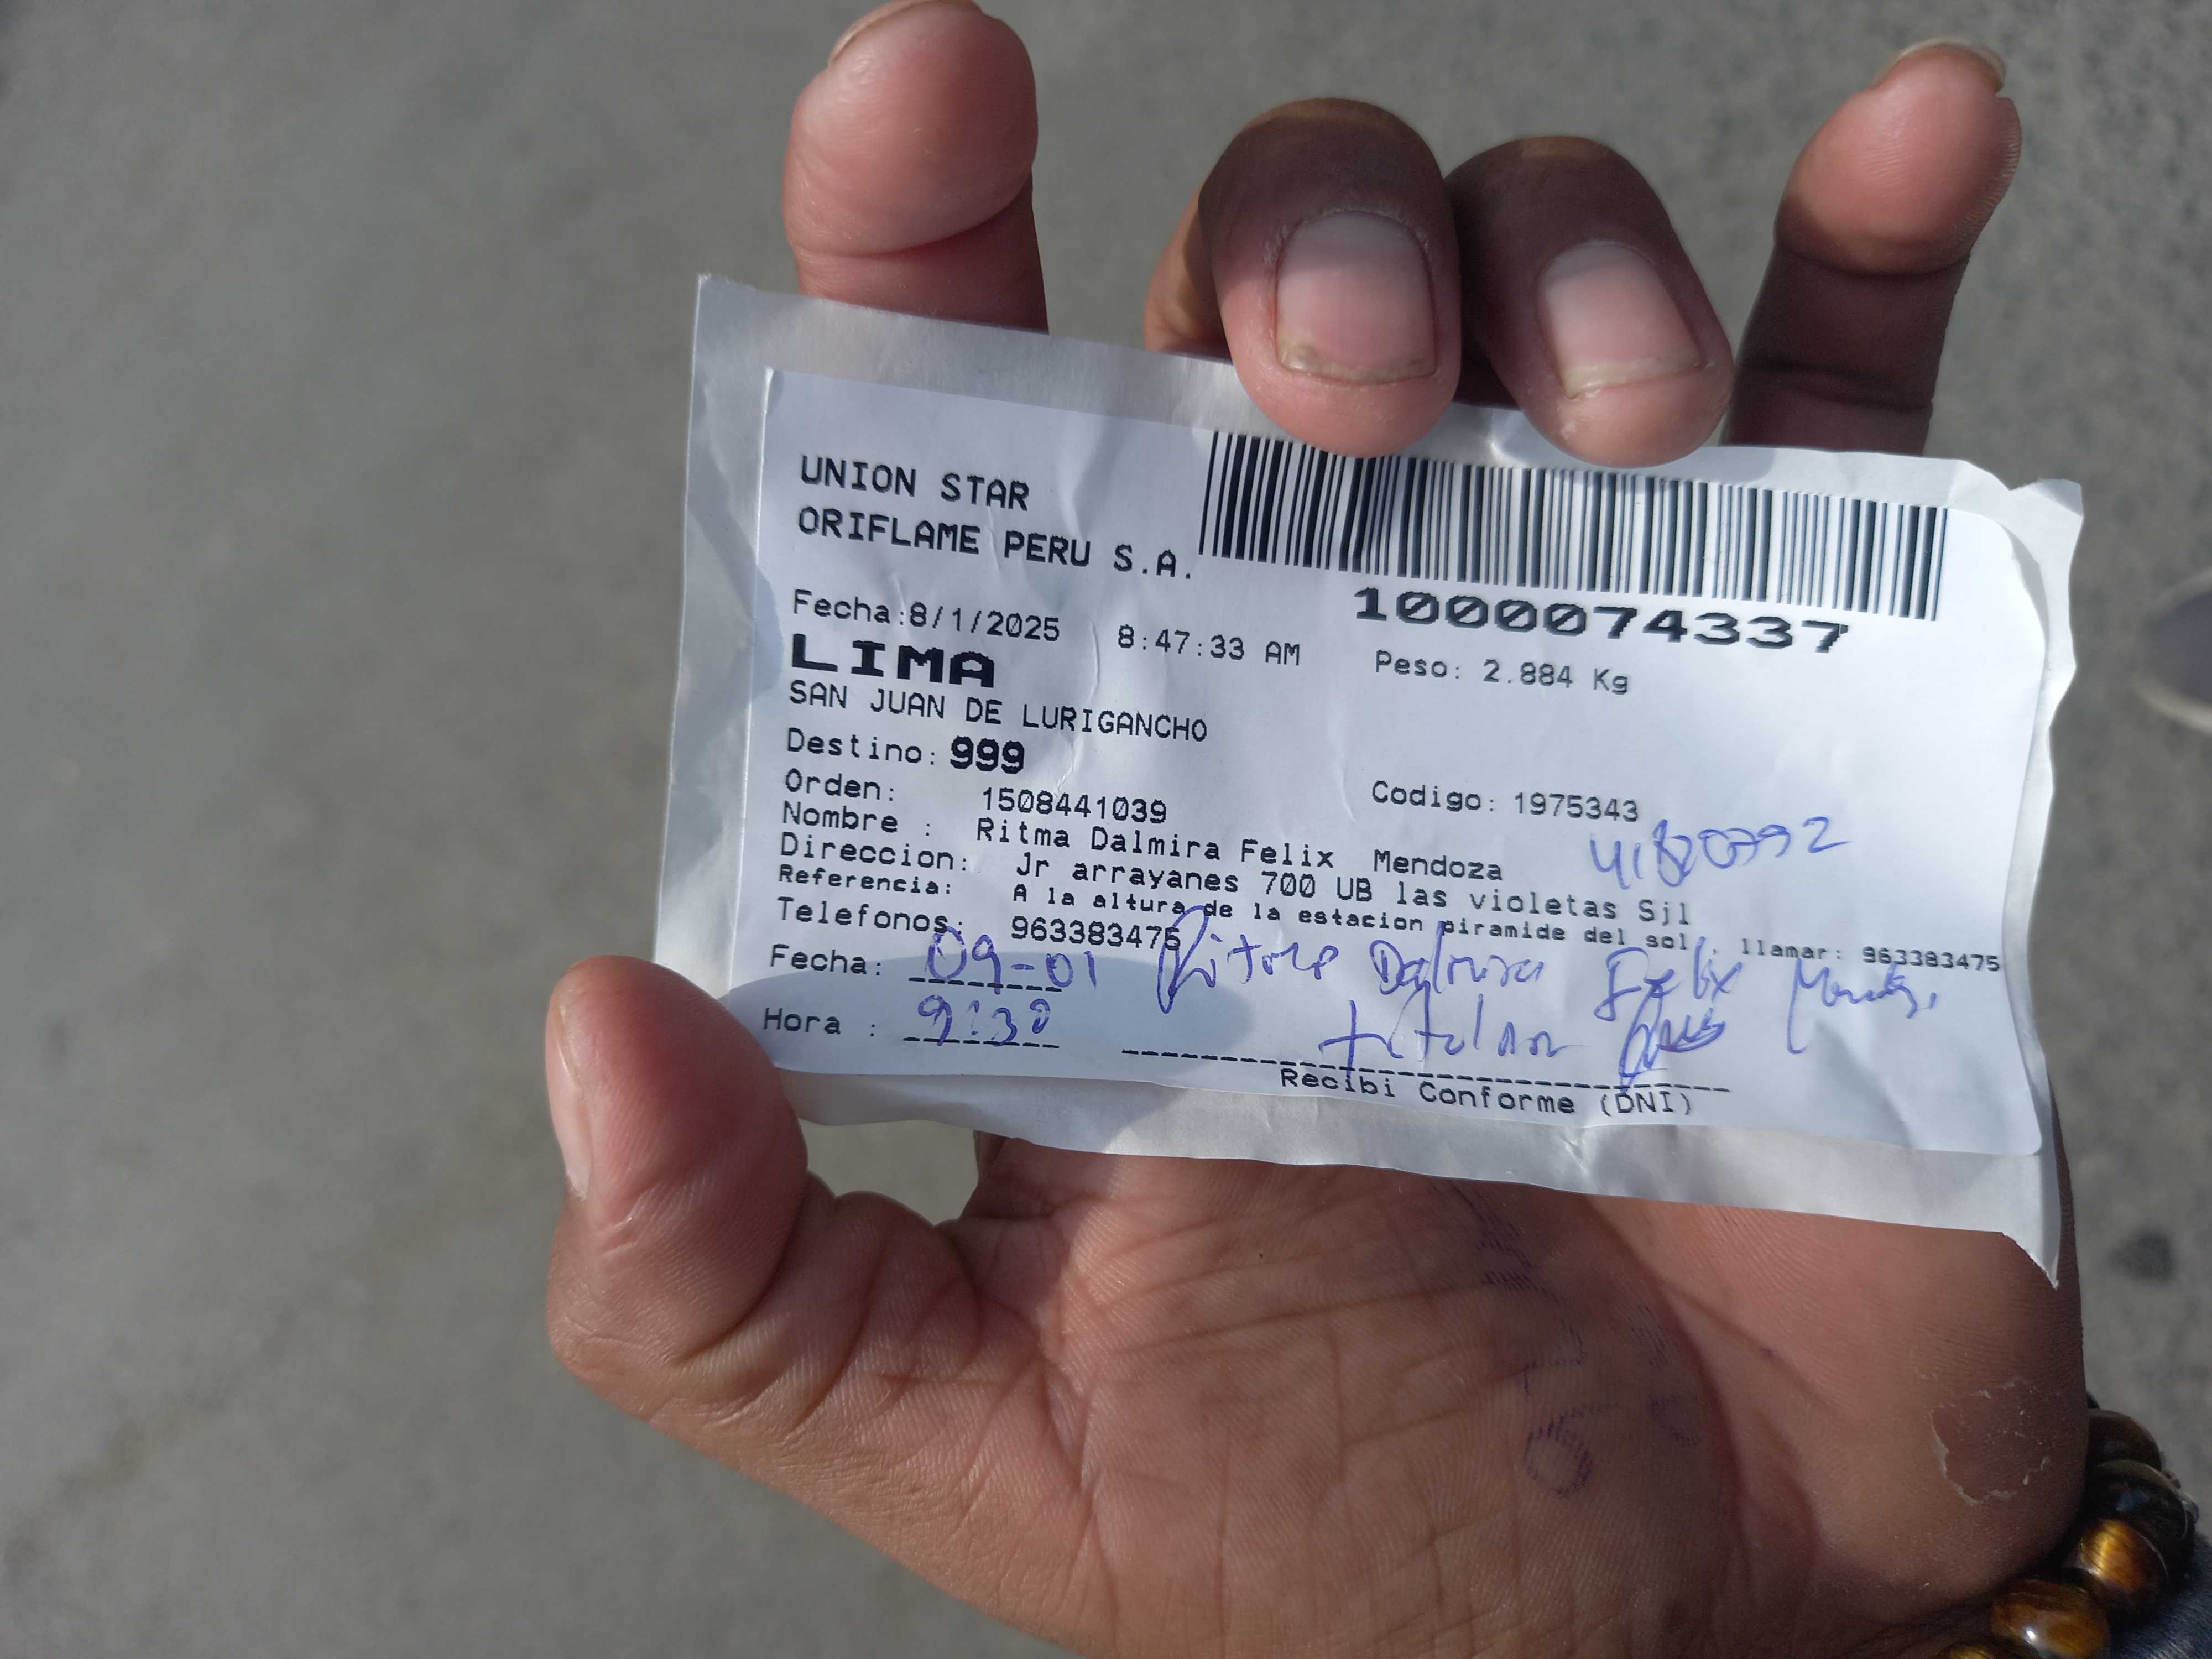 UNION STAR
ORIFLAME PERU S.A.
1000074337
Fecha:8/1/2025 8:47:33 AM Peso: 2.884 Kg
LIMA
SAN JUAN DE LURIGANCHO
Destino: 999
Orden: 1508441039 Codigo: 1975343
Nombre : Ritma Dalmira Felix Mendoza
Direccion: Jr arrayanes 700 UB las violetas Sjl
Referencia: A la altura de la estacion piramide del sol, llamar: 963383475
Telefonos: 963383475
Fecha: 09-01 Dalmira Felix
Hora : 9:30 titular
Recibi Conforme (DNI)